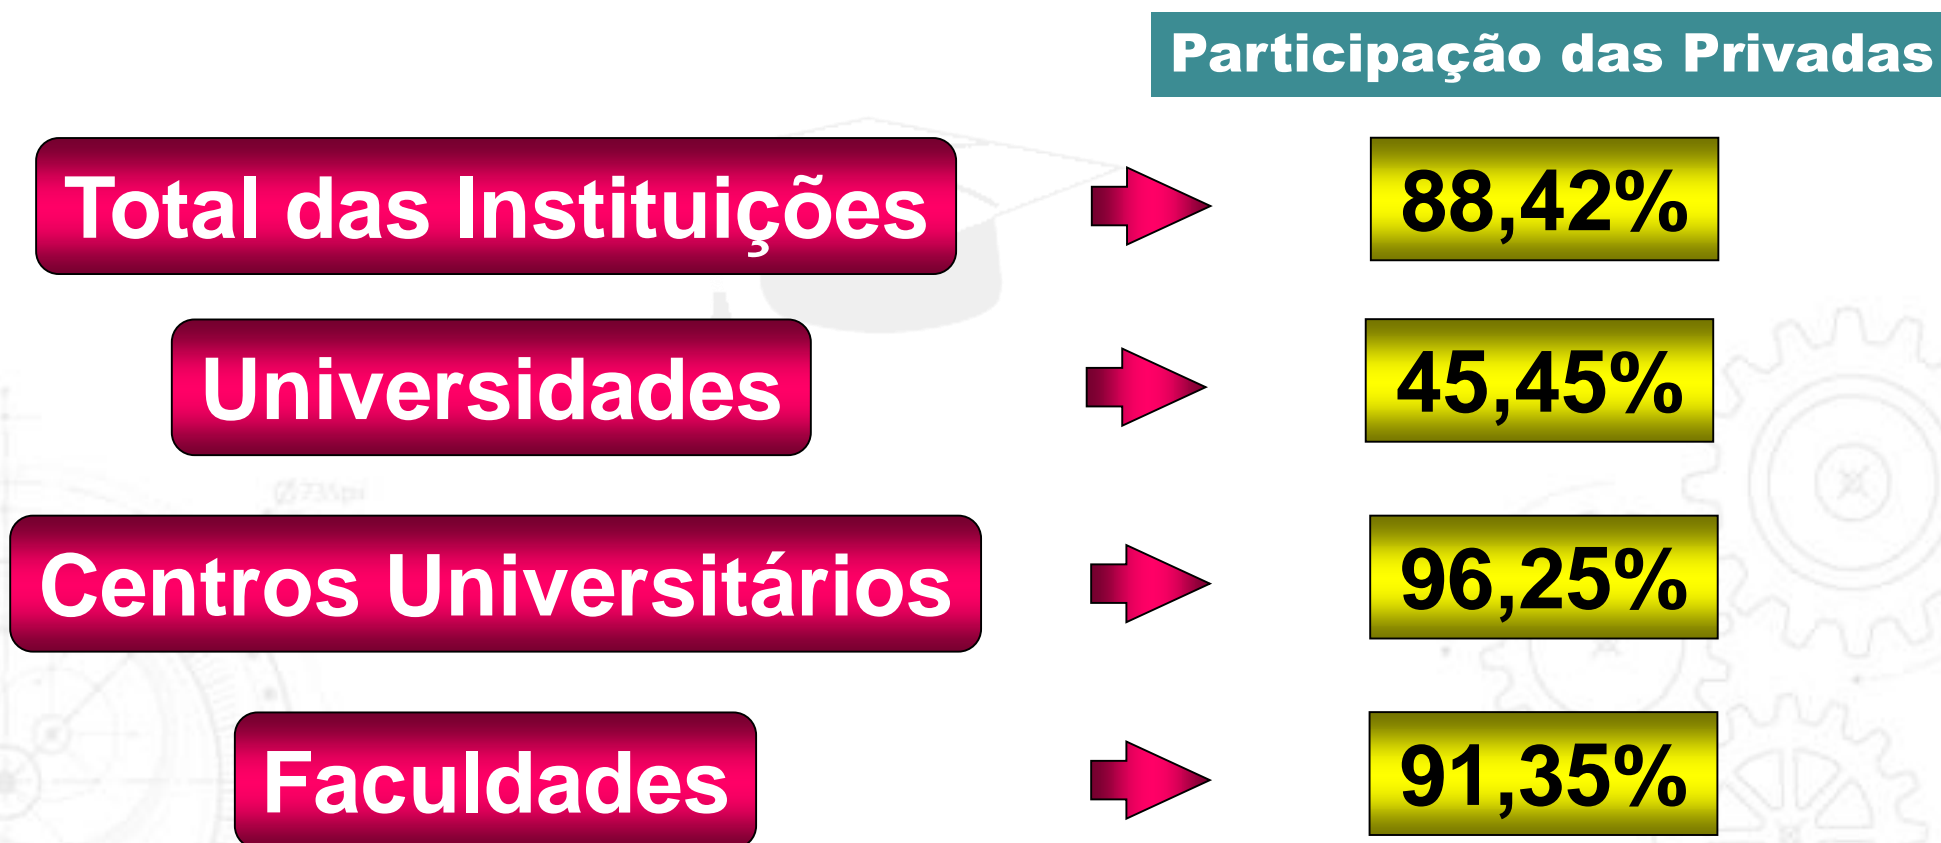 Participação das Privadas
Total das Instituições 88,42%
Universidades 45,45%
Centros Universitários 96,25%
Faculdades 91,35%